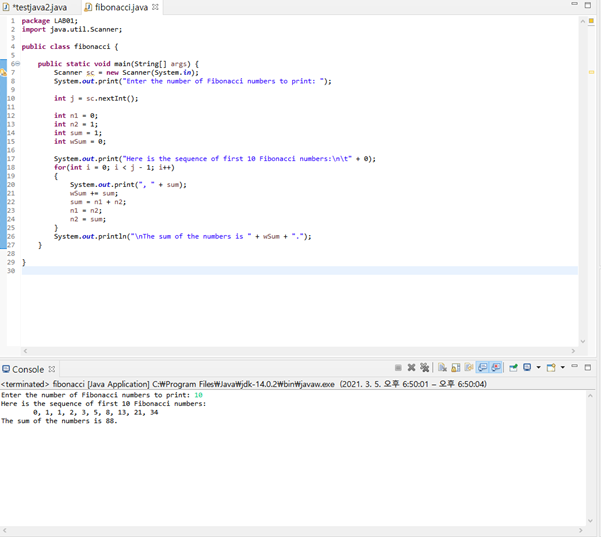 *testjava2.java fibonacci.java
1 package LAB01;
2 import java.util.Scanner;
3
4 public class fibonacci {
5
6 public static void main(String[] args) {
7 Scanner sc = new Scanner(System.in);
8 System.out.print("Enter the number of Fibonacci numbers to print: ");
9
10 int j = sc.nextInt();
11
12 int n1 = 0;
13 int n2 = 1;
14 int sum = 1;
15 int wSum = 0;
16
17 System.out.print("Here is the sequence of first 10 Fibonacci numbers:\n\t" + 0);
18 for(int i = 0; i < j - 1; i++)
19 {
20 System.out.print(", " + sum);
21 wSum += sum;
22 sum = n1 + n2;
23 n1 = n2;
24 n2 = sum;
25 }
26 System.out.println("\nThe sum of the numbers is " + wSum + ".");
27 }
28
29 }
30
Console
<terminated> fibonacci [Java Application] C:₩Program Files₩Java₩jdk-14.0.2₩bin₩javaw.exe (2021. 3. 5. 오후 6:50:01 – 오후 6:50:04)
Enter the number of Fibonacci numbers to print: 10
Here is the sequence of first 10 Fibonacci numbers:
0, 1, 1, 2, 3, 5, 8, 13, 21, 34
The sum of the numbers is 88.